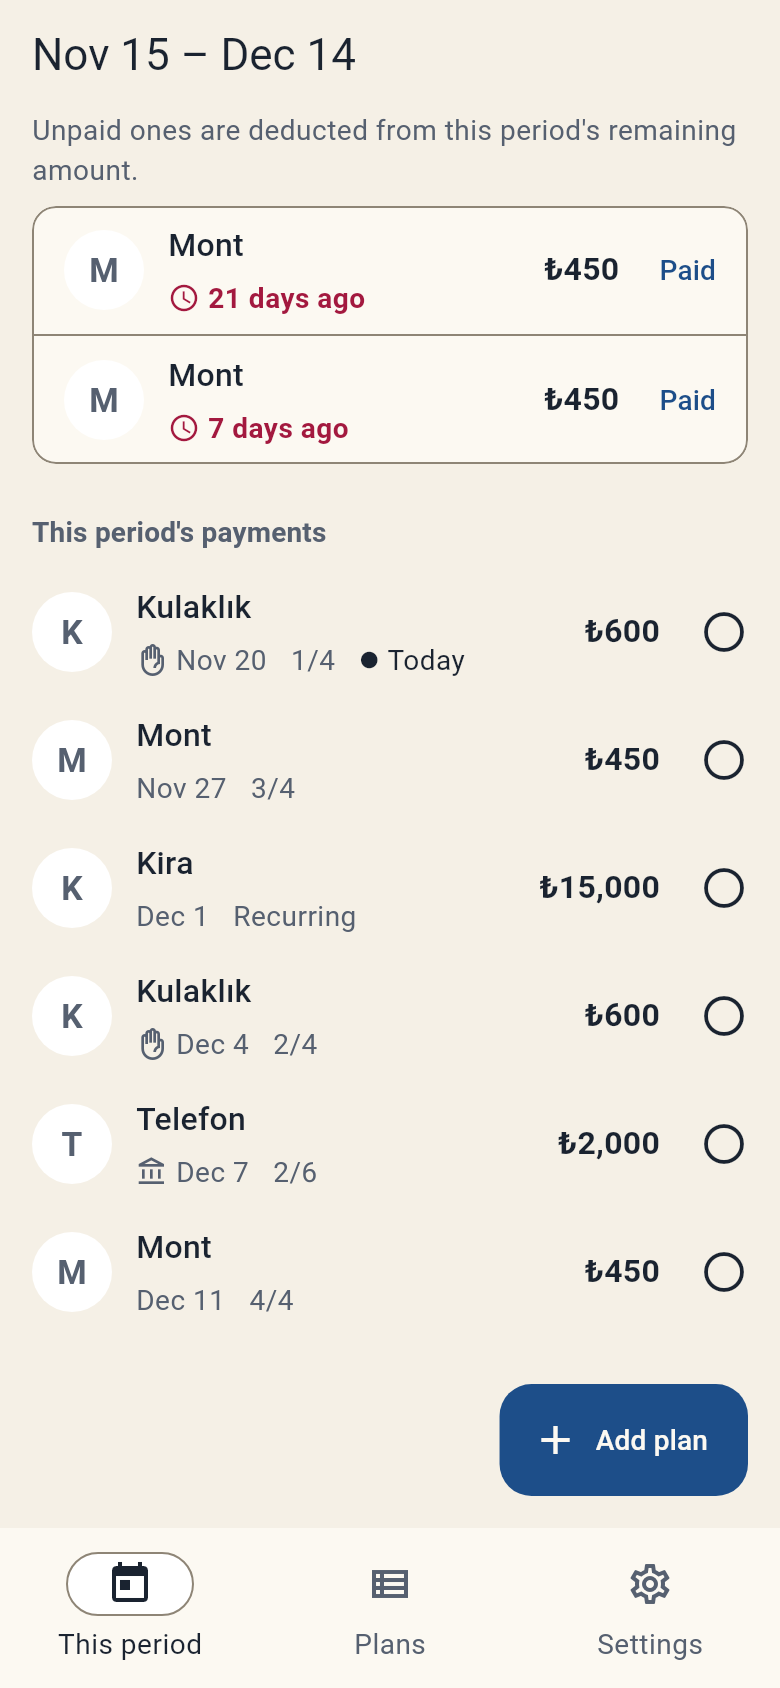 Nov 15 – Dec 14
Unpaid ones are deducted from this period's remaining
amount.
M
Mont
21 days ago
₺450
Paid
M
Mont
7 days ago
₺450
Paid
This period's payments
K
Kulaklık
Nov 20 1/4 Today
₺600
M
Mont
Nov 27 3/4
₺450
K
Kira
Dec 1 Recurring
₺15,000
K
Kulaklık
Dec 4 2/4
₺600
T
Telefon
Dec 7 2/6
₺2,000
M
Mont
Dec 11 4/4
₺450
Add plan
This period
Plans
Settings